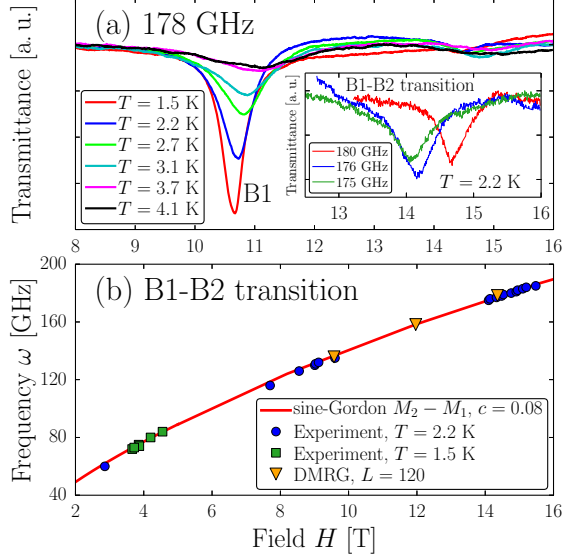 (a) 178 GHz
Transmittance [a. u.]
T = 1.5 K
T = 2.2 K
T = 2.7 K
T = 3.1 K
T = 3.7 K
T = 4.1 K
B1
B1-B2 transition
Transmittance [a. u.]
180 GHz
176 GHz
175 GHz
T = 2.2 K
13 14 15 16
8 9 10 11 12 13 14 15 16
(b) B1-B2 transition
Frequency ω [GHz]
200
160
120
80
40
sine-Gordon M₂ − M₁, c = 0.08
Experiment, T = 2.2 K
Experiment, T = 1.5 K
DMRG, L = 120
2 4 6 8 10 12 14 16
Field H [T]